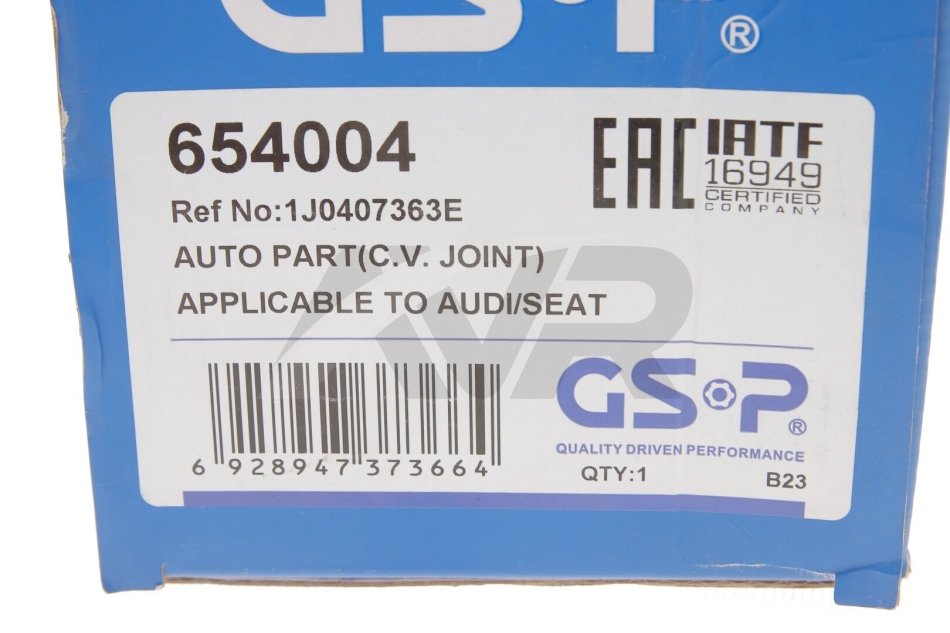 GSP®
654004
EAC
IATF
16949
CERTIFIED
COMPANY
Ref No:1J0407363E
AUTO PART(C.V. JOINT)
APPLICABLE TO AUDI/SEAT
GSP®
QUALITY DRIVEN PERFORMANCE
6 928947 373664
QTY:1
B23